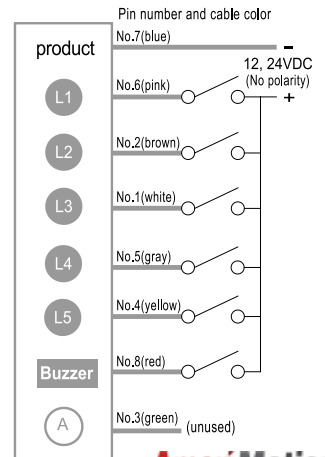 Pin number and cable color
product
No.7(blue)
12, 24VDC
(No polarity)
L1
No.6(pink)
L2
No.2(brown)
L3
No.1(white)
L4
No.5(gray)
L5
No.4(yellow)
Buzzer
No.8(red)
A
No.3(green)
(unused)